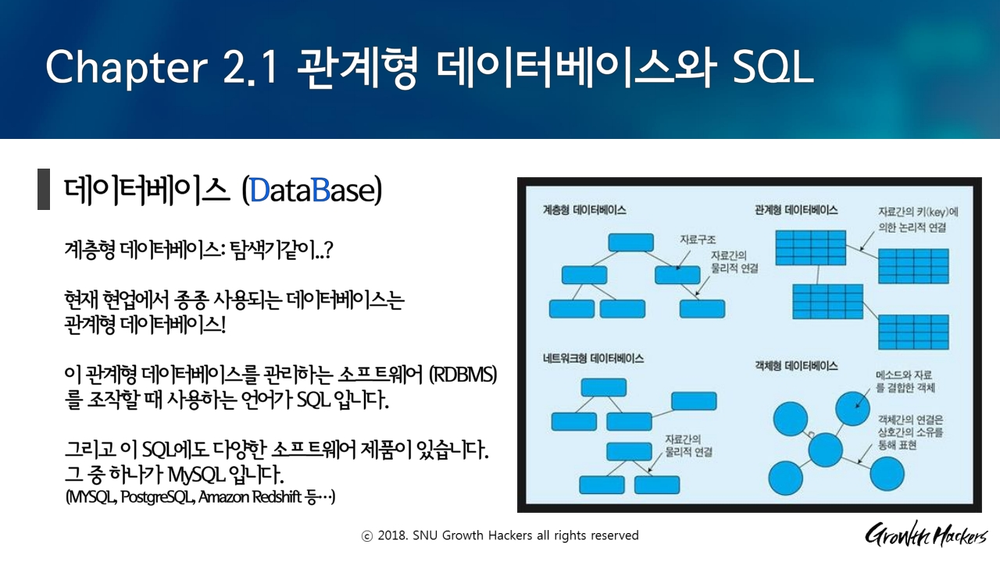 Chapter 2.1 관계형 데이터베이스와 SQL
데이터베이스 (DataBase)
계층형 데이터베이스: 탐색기같이..?
현재 현업에서 종종 사용되는 데이터베이스는
관계형 데이터베이스!
이 관계형 데이터베이스를 관리하는 소프트웨어 (RDBMS)
를 조작할 때 사용하는 언어가 SQL 입니다.
그리고 이 SQL에도 다양한 소프트웨어 제품이 있습니다.
그 중 하나가 MySQL 입니다.
(MYSQL, PostgreSQL, Amazon Redshift 등…)
계층형 데이터베이스
자료구조
자료간의
물리적 연결
관계형 데이터베이스
자료간의 키(key)에
의한 논리적 연결
네트워크형 데이터베이스
자료간의
물리적 연결
객체형 데이터베이스
메소드와 자료
를 결합한 객체
객체간의 연결은
상호간의 소유를
통해 표현
ⓒ 2018. SNU Growth Hackers all rights reserved
Growth Hackers